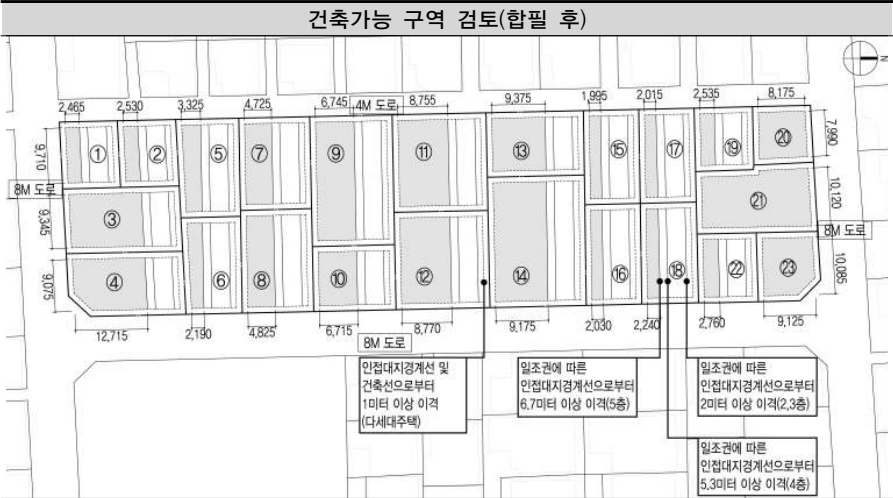 건축가능 구역 검토(합필 후)
N
2,465
2,530
3,325
4,725
6,745
4M 도로
8,755
9,375
1,995
2,015
2,535
8,175
9,710
① ② ⑤ ⑦ ⑨ ⑪ ⑬ ⑮ ⑰ ⑲ ⑳
7,990
8M 도로
9,345
③
㉑
10,120
8M 도로
9,075
④ ⑥ ⑧ ⑩ ⑫ ⑭ ⑯ ⑱ ㉒ ㉓
10,085
12,715
2,190
4,825
6,715
8,770
9,175
2,030
2,240
2,760
9,125
8M 도로
인접대지경계선 및
건축선으로부터
1미터 이상 이격
(다세대주택)
일조권에 따른
인접대지경계선으로부터
6.7미터 이상 이격(5층)
일조권에 따른
인접대지경계선으로부터
2미터 이상 이격(2,3층)
일조권에 따른
인접대지경계선으로부터
5.3미터 이상 이격(4층)